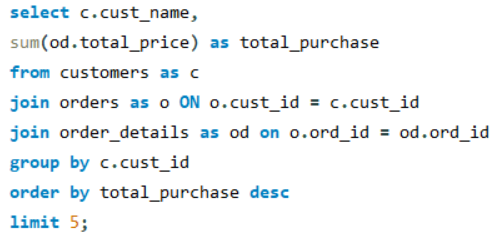 select c.cust_name,
sum(od.total_price) as total_purchase
from customers as c
join orders as o ON o.cust_id = c.cust_id
join order_details as od on o.ord_id = od.ord_id
group by c.cust_id
order by total_purchase desc
limit 5;